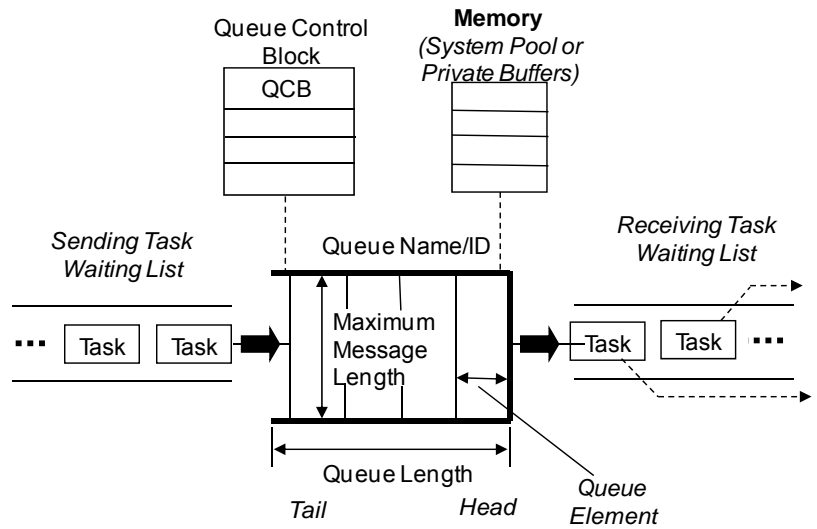 Queue Control
Block
QCB
Memory
(System Pool or
Private Buffers)
Sending Task
Waiting List
Queue Name/ID
Receiving Task
Waiting List
Task
Task
Maximum
Message
Length
Task
Task
Queue Length
Tail
Head
Queue
Element